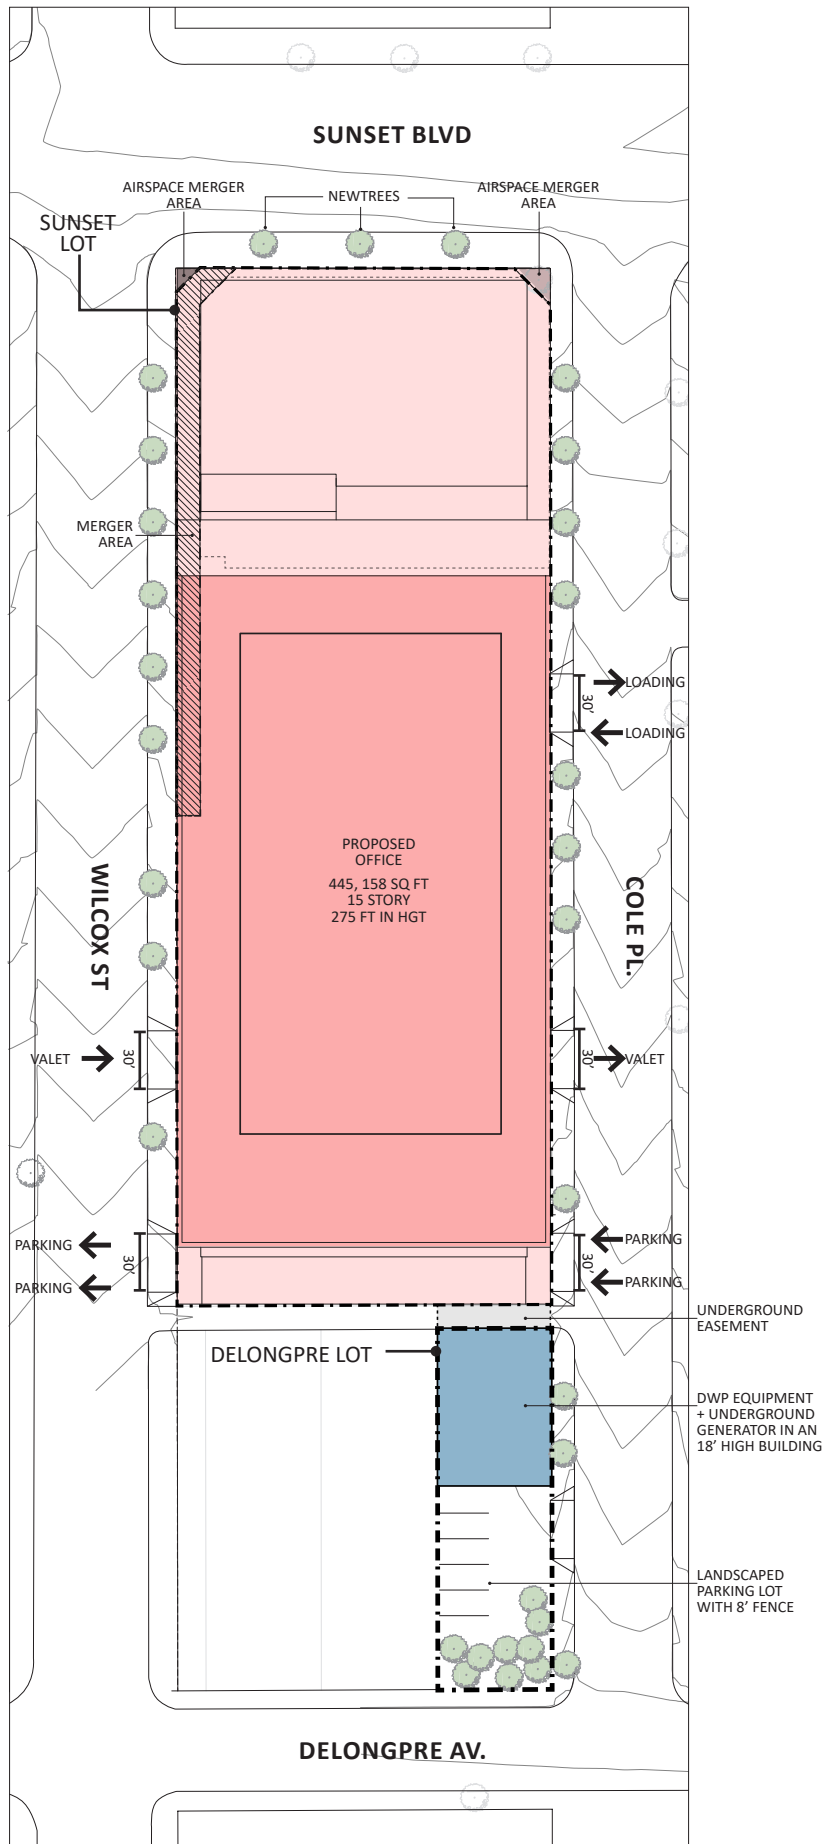 SUNSET BLVD
AIRSPACE MERGER
AREA
NEWTREES
AIRSPACE MERGER
AREA
SUNSET
LOT
MERGER
AREA
LOADING
30'
LOADING
PROPOSED
OFFICE
445, 158 SQ FT
15 STORY
275 FT IN HGT
WILCOX ST
COLE PL.
VALET
30'
30'
VALET
PARKING
30'
PARKING
PARKING
30'
PARKING
UNDERGROUND
EASEMENT
DELONGPRE LOT
DWP EQUIPMENT
+ UNDERGROUND
GENERATOR IN AN
18' HIGH BUILDING
LANDSCAPED
PARKING LOT
WITH 8' FENCE
DELONGPRE AV.